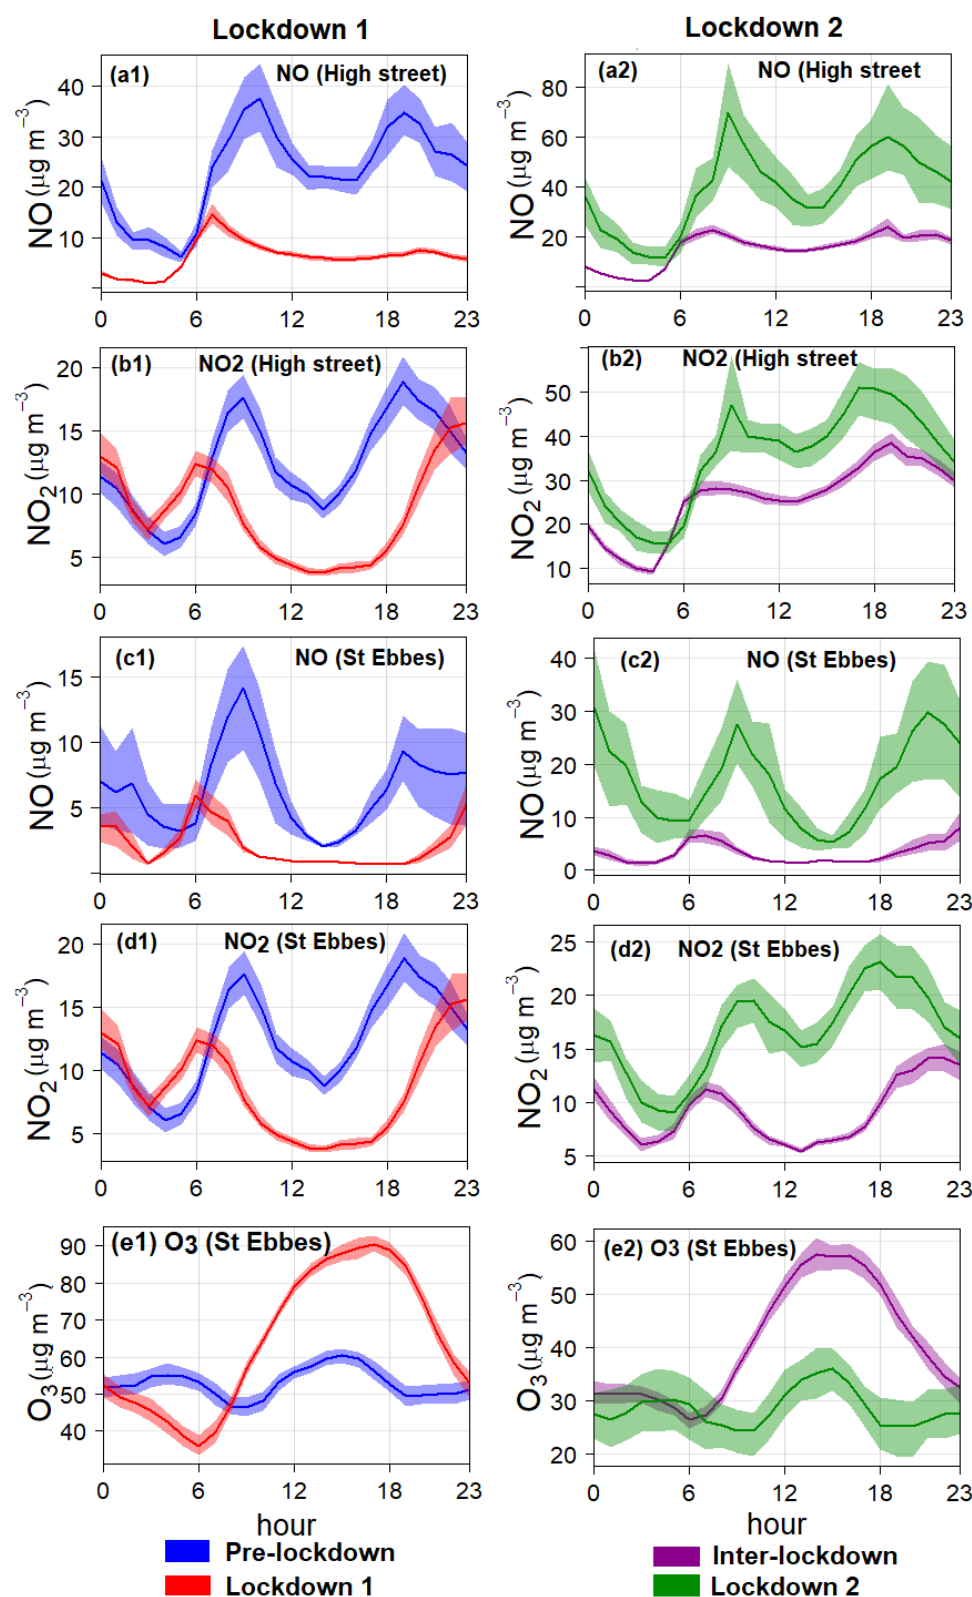 Lockdown 1
Lockdown 2
(a1) NO (High street)
NO (µg m⁻³)
40
30
20
10
0 6 12 18 23
(a2) NO (High street
NO (µg m⁻³)
80
60
40
20
0 6 12 18 23
(b1) NO2 (High street)
NO₂ (µg m⁻³)
20
15
10
5
0 6 12 18 23
(b2) NO2 (High street
NO₂ (µg m⁻³)
50
40
30
20
10
0 6 12 18 23
(c1) NO (St Ebbes)
NO (µg m⁻³)
15
10
5
0 6 12 18 23
(c2) NO (St Ebbes)
NO (µg m⁻³)
40
30
20
10
0
0 6 12 18 23
(d1) NO₂ (St Ebbes)
NO₂ (µg m⁻³)
20
15
10
5
0 6 12 18 23
(d2) NO2 (St Ebbes)
NO₂ (µg m⁻³)
25
20
15
10
5
0 6 12 18 23
(e1) O₃ (St Ebbes)
O₃ (µg m⁻³)
90
80
70
60
50
40
0 6 12 18 23
hour
(e2) O3 (St Ebbes)
O₃ (µg m⁻³)
60
50
40
30
20
0 6 12 18 23
hour
Pre-lockdown
Lockdown 1
Inter-lockdown
Lockdown 2